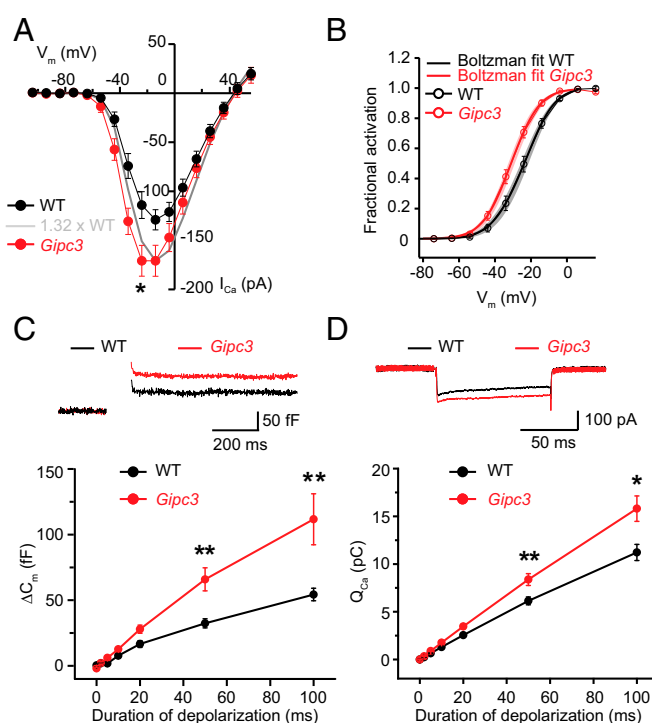 A
V_m (mV)
50
-80
-40
0
40
-50
-100
-150
-200
I_Ca (pA)
WT
1.32 x WT
Gipc3
*
B
1.2
1.0
0.8
0.6
0.4
0.2
0
Fractional activation
Boltzman fit WT
Boltzman fit Gipc3
WT
Gipc3
-80
-60
-40
-20
0
V_m (mV)
C
WT
Gipc3
50 fF
200 ms
WT
Gipc3
150
125
100
75
50
25
0
ΔC_m (fF)
**
**
0
20
40
60
80
100
Duration of depolarization (ms)
D
WT
Gipc3
100 pA
50 ms
WT
Gipc3
20
15
10
5
0
Q_Ca (pC)
**
*
0
20
40
60
80
100
Duration of depolarization (ms)